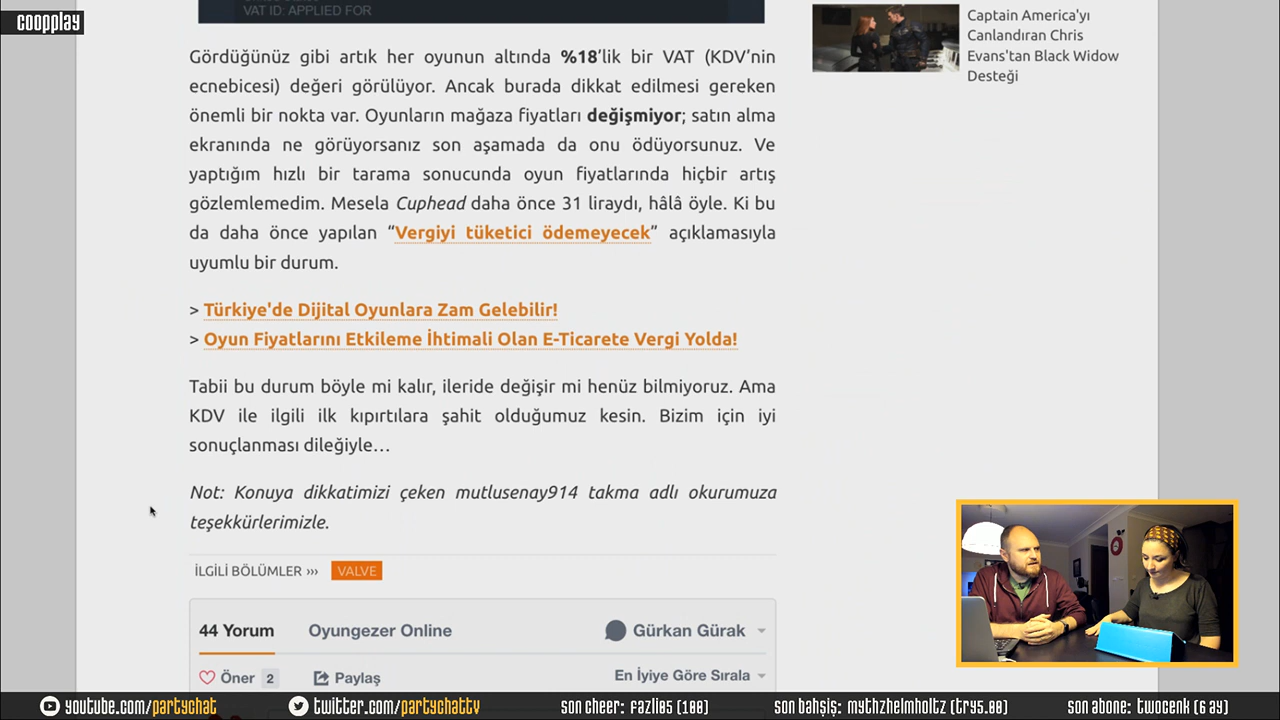 coopplay
VAT ID: APPLIED FOR
Gördüğünüz gibi artık her oyunun altında %18’lik bir VAT (KDV’nin
ecnebicesi) değeri görülüyor. Ancak burada dikkat edilmesi gereken
önemli bir nokta var. Oyunların mağaza fiyatları değişmiyor; satın alma
ekranında ne görüyorsanız son aşamada da onu ödüyorsunuz. Ve
yaptığım hızlı bir tarama sonucunda oyun fiyatlarında hiçbir artış
gözlemlemedim. Mesela Cuphead daha önce 31 liraydı, hâlâ öyle. Ki bu
da daha önce yapılan “Vergiyi tüketici ödemeyecek” açıklamasıyla
uyumlu bir durum.
> Türkiye'de Dijital Oyunlara Zam Gelebilir!
> Oyun Fiyatlarını Etkileme İhtimali Olan E-Ticarete Vergi Yolda!
Tabii bu durum böyle mi kalır, ileride değişir mi henüz bilmiyoruz. Ama
KDV ile ilgili ilk kıpırtılara şahit olduğumuz kesin. Bizim için iyi
sonuçlanması dileğiyle…
Not: Konuya dikkatimizi çeken mutlusenay914 takma adlı okurumuza
teşekkürlerimizle.
İLGİLİ BÖLÜMLER ››› VALVE
44 Yorum Oyungezer Online Gürkan Gürak
Öner 2 Paylaş En İyiye Göre Sırala
Captain America'yı
Canlandıran Chris
Evans'tan Black Widow
Desteği
youtube.com/partychat twitter.com/partychattv son cheer: fazli05 (100) son bahşiş: mythzhelmholtz (try5.00) son abone: twocenk (6 ay)